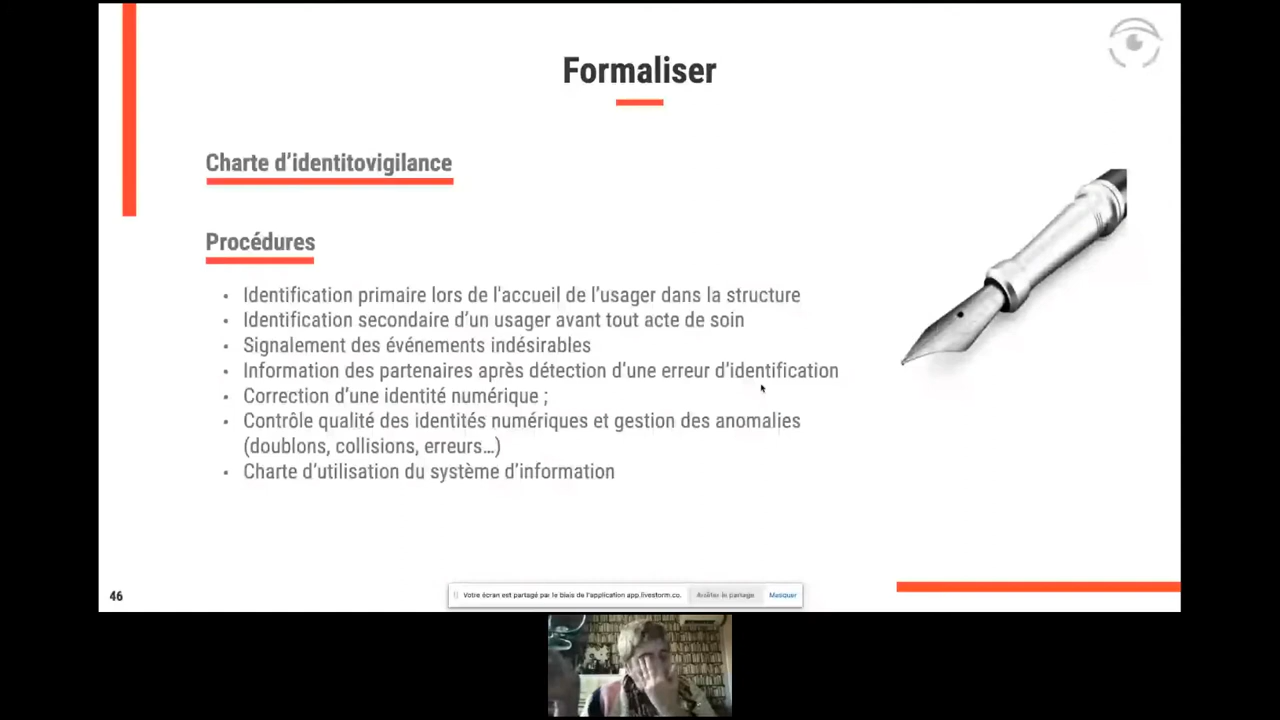 Formaliser
Charte d’identitovigilance
Procédures
• Identification primaire lors de l'accueil de l’usager dans la structure
• Identification secondaire d’un usager avant tout acte de soin
• Signalement des événements indésirables
• Information des partenaires après détection d’une erreur d’identification
• Correction d’une identité numérique ;
• Contrôle qualité des identités numériques et gestion des anomalies
(doublons, collisions, erreurs…)
• Charte d’utilisation du système d’information
46
Votre écran est partagé par le biais de l'application app.livestorm.co. Arrêter le partage Masquer